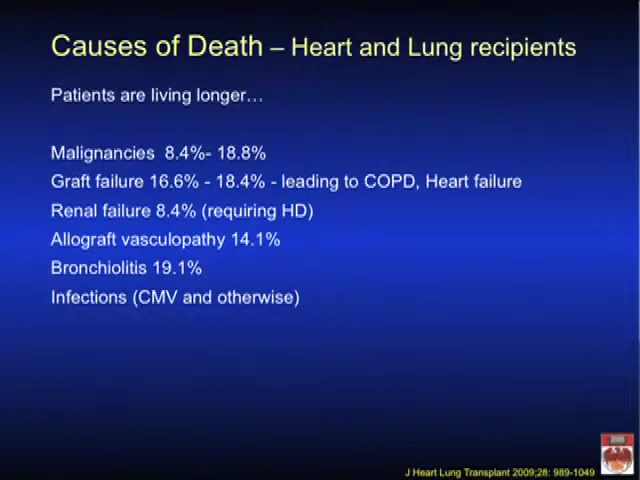 Causes of Death – Heart and Lung recipients
Patients are living longer…
Malignancies 8.4%- 18.8%
Graft failure 16.6% - 18.4% - leading to COPD, Heart failure
Renal failure 8.4% (requiring HD)
Allograft vasculopathy 14.1%
Bronchiolitis 19.1%
Infections (CMV and otherwise)
J Heart Lung Transplant 2009;28: 989-1049